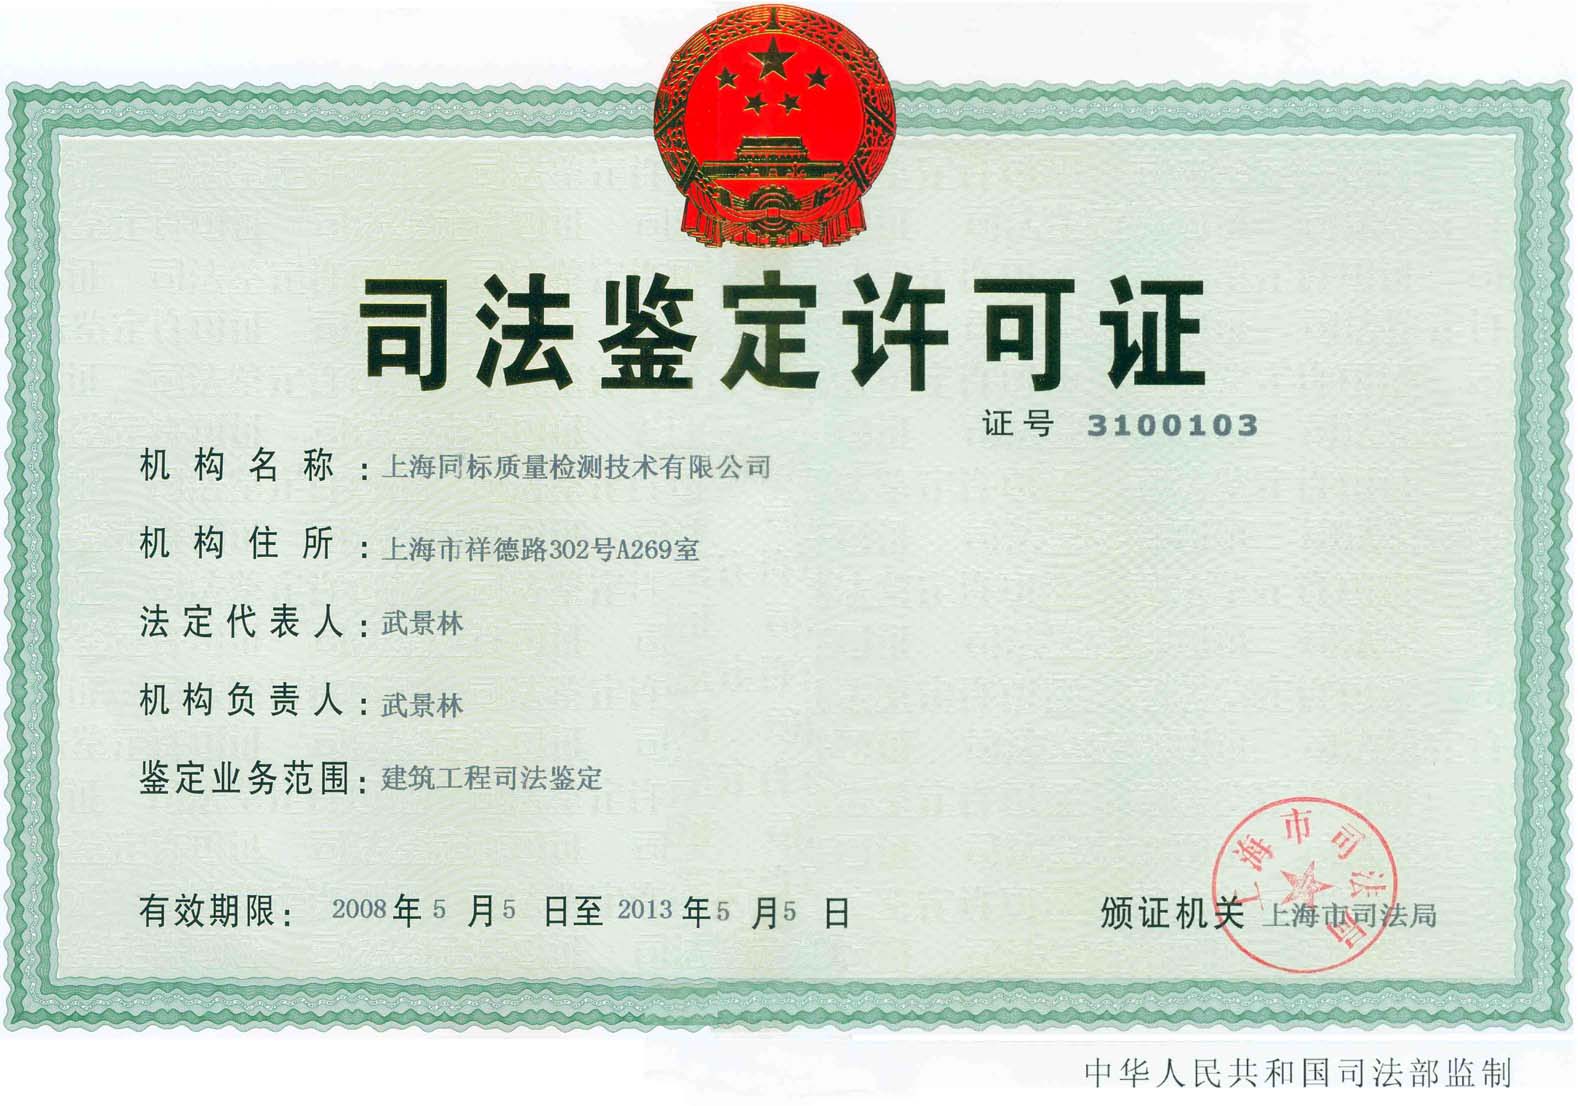 司法鉴定许可证
证号 3100103
机构名称：上海同标质量检测技术有限公司
机构住所：上海市祥德路302号A269室
法定代表人：武景林
机构负责人：武景林
鉴定业务范围：建筑工程司法鉴定
有效期限：2008年5月5日至2013年5月5日
颁证机关 上海市司法局
上海市司法局
中华人民共和国司法部监制